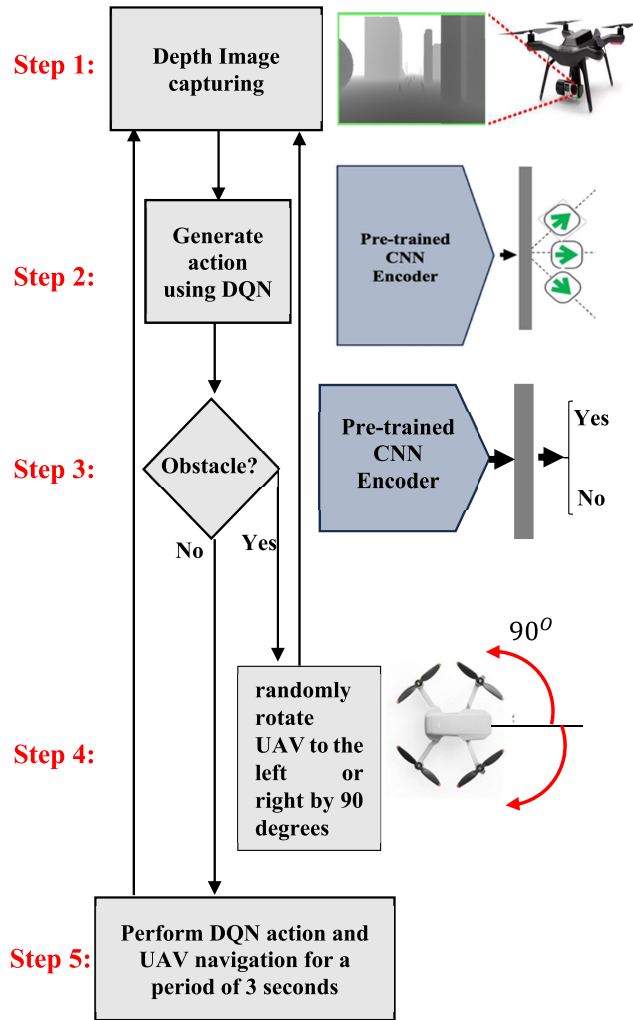 Step 1:
Depth Image
capturing
Step 2:
Generate
action
using DQN
Pre-trained
CNN
Encoder
Step 3:
Obstacle?
Pre-trained
CNN
Encoder
Yes
No
No
Yes
Step 4:
randomly
rotate
UAV to the
left or
right by 90
degrees
90⁰
Step 5:
Perform DQN action and
UAV navigation for a
period of 3 seconds